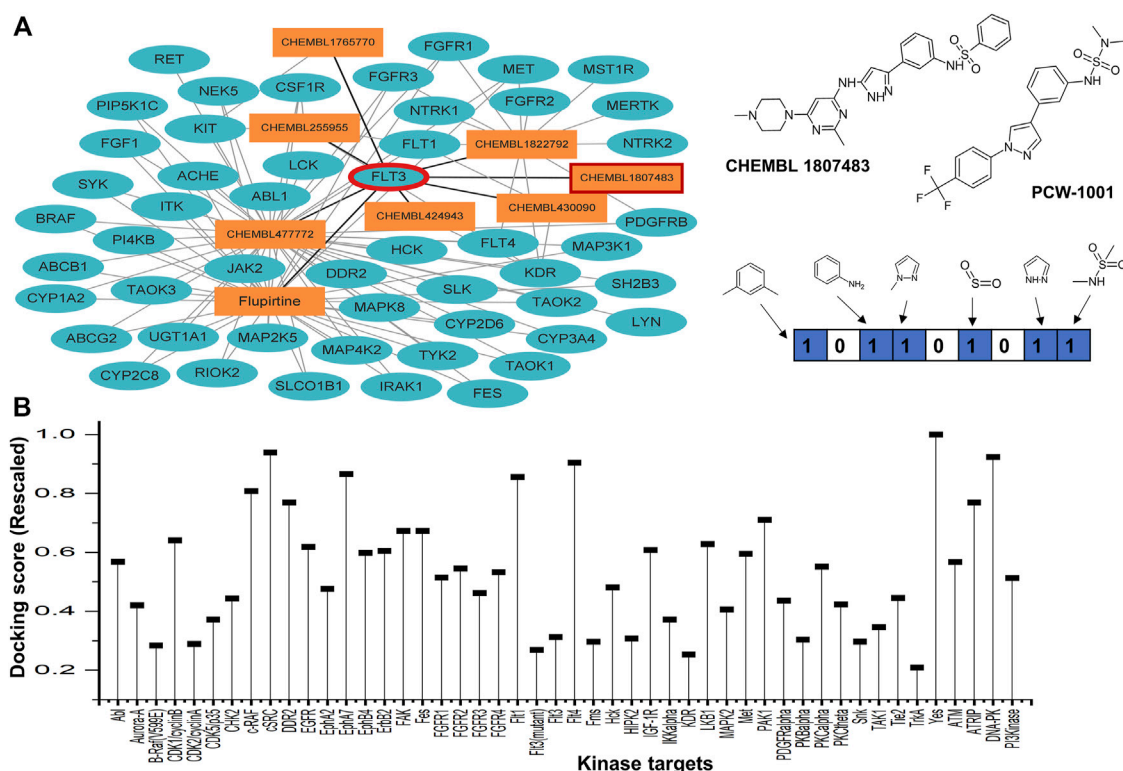 A
CHEMBL1765770
RET
FGFR1
FGFR3
MET
MST1R
NEK5
CSF1R
PIP5K1C
NTRK1
FGFR2
MERTK
KIT
CHEMBL255955
FGF1
FLT1
CHEMBL1822792
NTRK2
LCK
ACHE
FLT3
CHEMBL1807483
SYK
ABL1
ITK
CHEMBL424943
CHEMBL430090
BRAF
PDGFRB
CHEMBL477772
PI4KB
HCK
FLT4
MAP3K1
ABCB1
JAK2
DDR2
KDR
TAOK3
SLK
SH2B3
CYP1A2
Flupirtine
MAPK8
TAOK2
LYN
CYP2D6
ABCG2
UGT1A1
MAP2K5
CYP3A4
MAP4K2
TYK2
TAOK1
CYP2C8
RIOK2
SLCO1B1
IRAK1
FES
N
NH
N-NH
NH-S
O
O
CHEMBL 1807483
PCW-1001
NH2
1 0 1 1 0 1 0 1 1
B
Docking score (Rescaled)
1.0
0.8
0.6
0.4
0.2
Abl
Aurora-A
B-Raf(V599E)
CDK1/cyclinB
CDK2/cyclinA
CDK5/p35
CHK2
c-RAF
cSRC
DDR2
EGFR
EphA2
EphA7
EphB4
ErbB2
FAK
Fes
FGFR1
FGFR2
FGFR3
FGFR4
Flt1
Flt3(mutant)
Flt3
Flt4
Fms
Hck
HIPK2
IGF-1R
IKKalpha
KDR
LKB1
MAPK2
Met
PAK1
PDGFRalpha
PKBalpha
PKCalpha
PKCtheta
TAK1
Tie2
TrkA
Yes
ATM
ATRIP
DNA-PK
PI3Kinase
Kinase targets